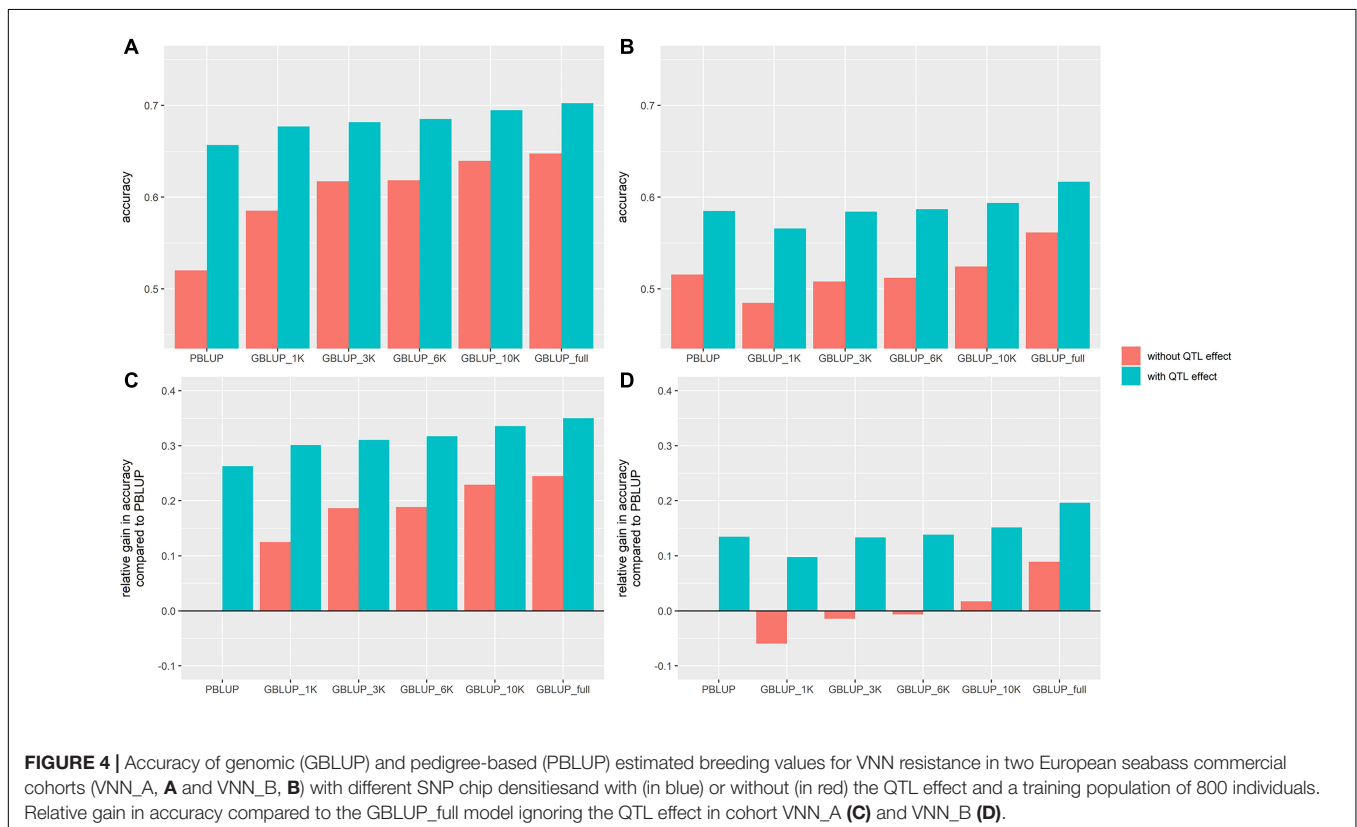 A
B
accuracy
0.7
0.6
0.5
PBLUP GBLUP_1K GBLUP_3K GBLUP_6K GBLUP_10K GBLUP_full
accuracy
0.7
0.6
0.5
PBLUP GBLUP_1K GBLUP_3K GBLUP_6K GBLUP_10K GBLUP_full
without QTL effect
with QTL effect
C
D
relative gain in accuracy
compared to PBLUP
0.4
0.3
0.2
0.1
0.0
-0.1
PBLUP GBLUP_1K GBLUP_3K GBLUP_6K GBLUP_10K GBLUP_full
relative gain in accuracy
compared to PBLUP
0.4
0.3
0.2
0.1
0.0
-0.1
PBLUP GBLUP_1K GBLUP_3K GBLUP_6K GBLUP_10K GBLUP_full
FIGURE 4 | Accuracy of genomic (GBLUP) and pedigree-based (PBLUP) estimated breeding values for VNN resistance in two European seabass commercial
cohorts (VNN_A, A and VNN_B, B) with different SNP chip densitiesand with (in blue) or without (in red) the QTL effect and a training population of 800 individuals.
Relative gain in accuracy compared to the GBLUP_full model ignoring the QTL effect in cohort VNN_A (C) and VNN_B (D).